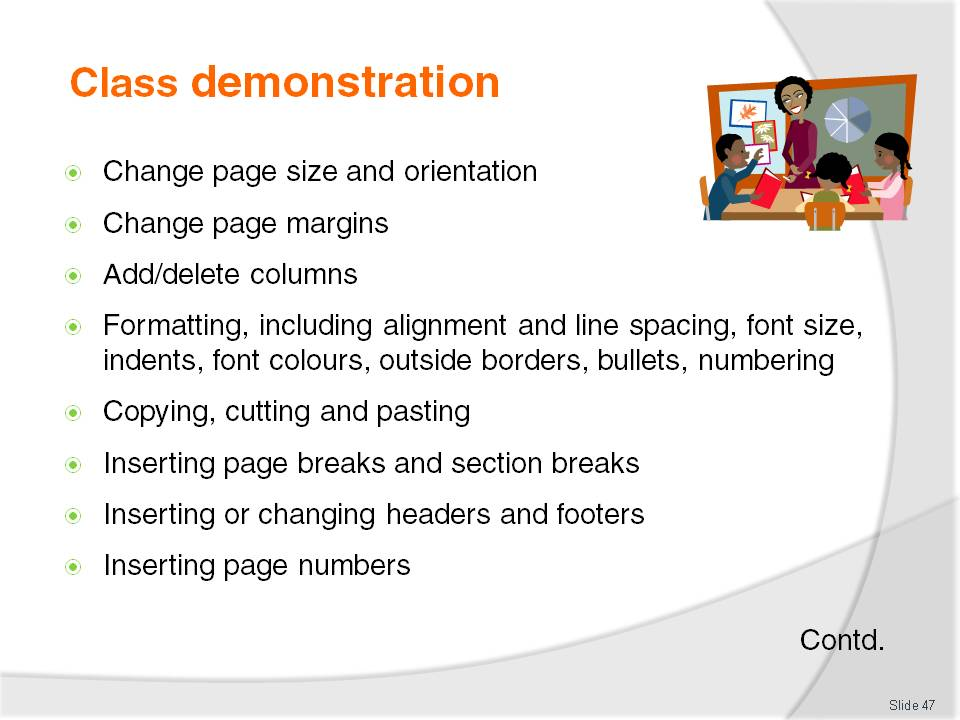 Class demonstration
Change page size and orientation
Change page margins
Add/delete columns
Formatting, including alignment and line spacing, font size,
indents, font colours, outside borders, bullets, numbering
Copying, cutting and pasting
Inserting page breaks and section breaks
Inserting or changing headers and footers
Inserting page numbers
Contd.
Slide 47